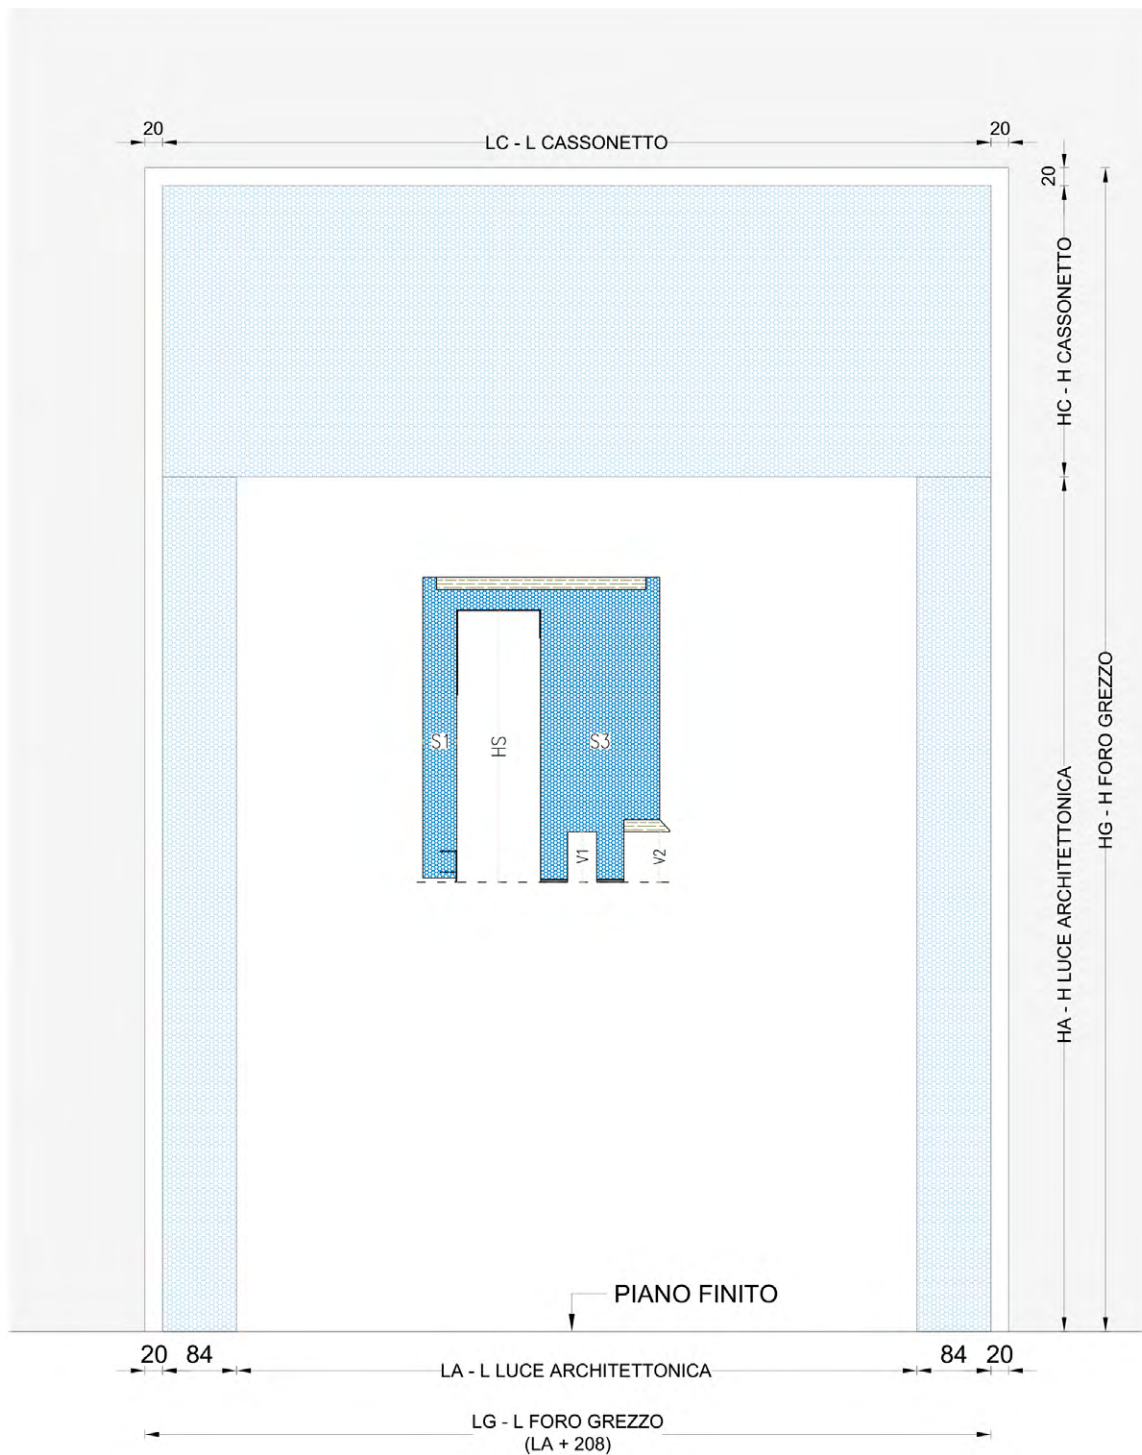 20
LC - L CASSONETTO
20
20
HC - H CASSONETTO
S1
HS
S3
V1
V2
HA - H LUCE ARCHITETTONICA
HG - H FORO GREZZO
PIANO FINITO
20
84
LA - L LUCE ARCHITETTONICA
84
20
LG - L FORO GREZZO
(LA + 208)